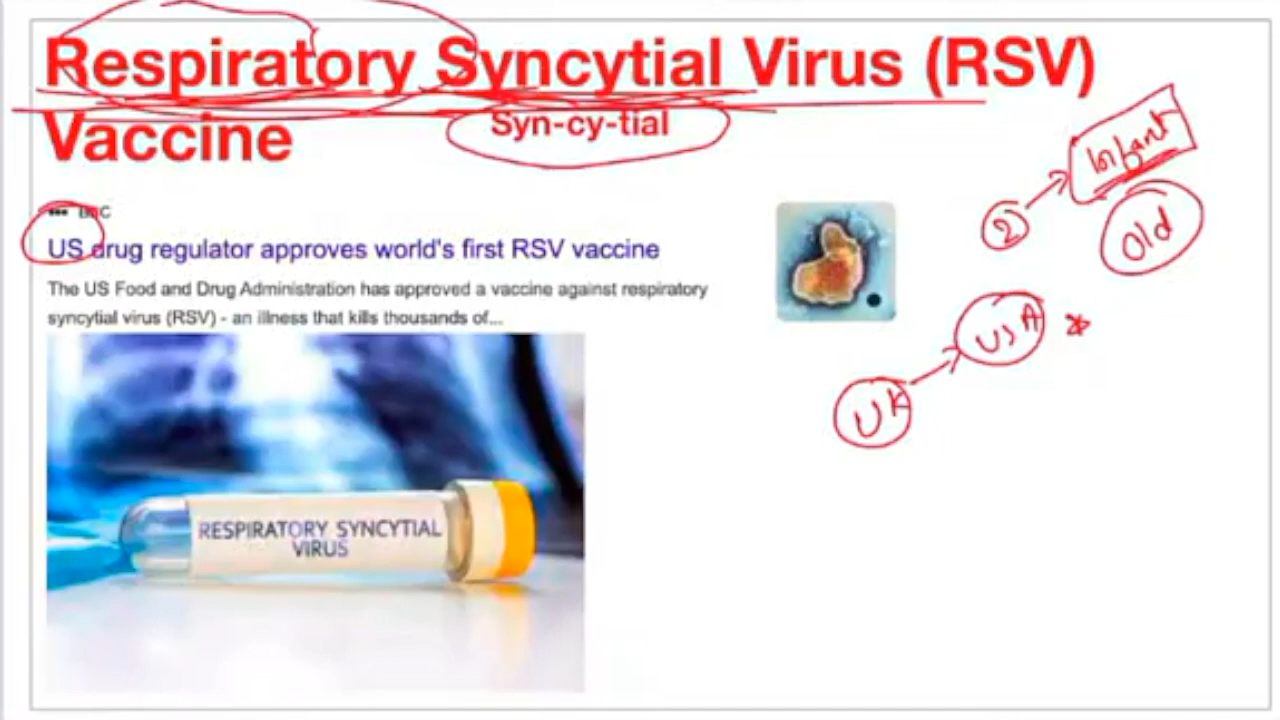 Respiratory Syncytial Virus (RSV)
Vaccine
Syn-cy-tial
BBC
US drug regulator approves world's first RSV vaccine
The US Food and Drug Administration has approved a vaccine against respiratory
syncytial virus (RSV) - an illness that kills thousands of...
RESPIRATORY SYNCYTIAL
VIRUS
2
Infant
Old
USA *
UK